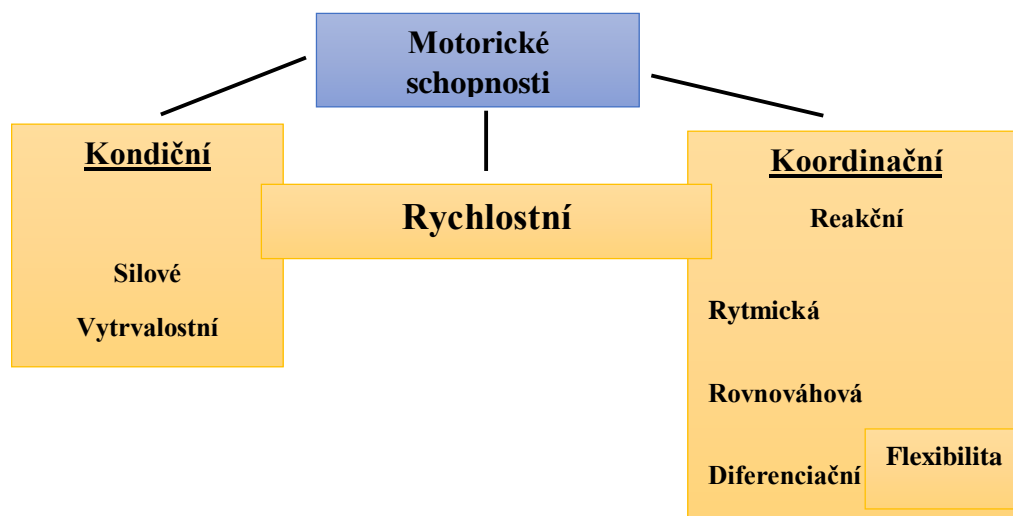 Motorické
schopnosti
Kondiční
Silové
Vytrvalostní
Rychlostní
Koordinační
Reakční
Rytmická
Rovnováhová
Diferenciační
Flexibilita